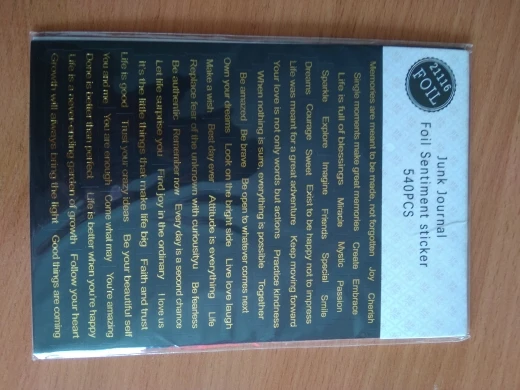 21116
FOIL
Junk Journal
Foil Sentiment sticker
540PCS
Memories are meant to be made, not forgotten Joy Cherish
Single moments make great memories Create Embrace
Life is full of blessings Miracle Mystic Passion
Sparkle Explore Imagine Friends Special Smile
Dreams Courage Sweet Exist to be happy not to impress
Life was meant for a great adventure Keep moving forward
Your love is not only words but actions Practice kindness
When nothing is sure, everything is possible Together
Be amazed Be brave Be open to whatever comes next
Own your dreams Look on the bright side Live love laugh
Make a wish Best day ever Attitude is everything Life
Replace fear of the unknown with curiousityu Be fearless
Be authentic Remember now Every day is a second chance
Let life surprise you Find joy in the ordinary I love us
It's the little things that make life big Faith and trust
Life is good Trust your crazy ideas Be your beautiful self
You and me You are enough Come what may You're amazing
Done is better than perfect Life is better when you're happy
Life is a never-ending garden of growth Follow your heart
Growth will always bring the light Good things are coming